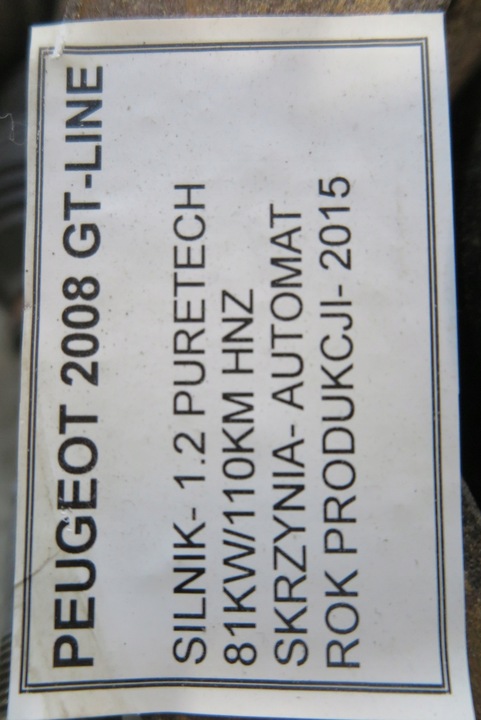 PEUGEOT 2008 GT-LINE
SILNIK- 1.2 PURETECH
81KW/110KM HNZ
SKRZYNIA- AUTOMAT
ROK PRODUKCJI- 2015